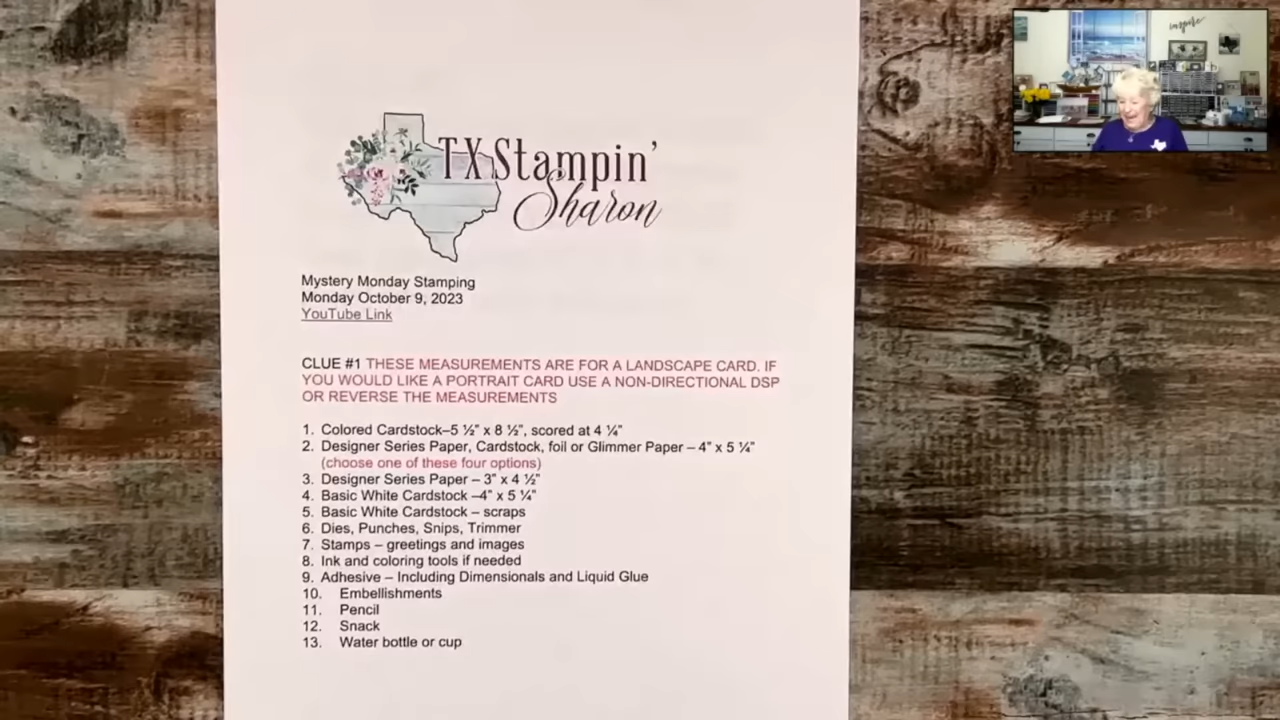 inspire
TXStampin'
Sharon
Mystery Monday Stamping
Monday October 9, 2023
YouTube Link
CLUE #1 THESE MEASUREMENTS ARE FOR A LANDSCAPE CARD. IF
YOU WOULD LIKE A PORTRAIT CARD USE A NON-DIRECTIONAL DSP
OR REVERSE THE MEASUREMENTS
1. Colored Cardstock–5 ½" x 8 ½", scored at 4 ¼"
2. Designer Series Paper, Cardstock, foil or Glimmer Paper – 4" x 5 ¼"
(choose one of these four options)
3. Designer Series Paper – 3" x 4 ½"
4. Basic White Cardstock –4" x 5 ¼"
5. Basic White Cardstock – scraps
6. Dies, Punches, Snips, Trimmer
7. Stamps – greetings and images
8. Ink and coloring tools if needed
9. Adhesive – Including Dimensionals and Liquid Glue
10. Embellishments
11. Pencil
12. Snack
13. Water bottle or cup